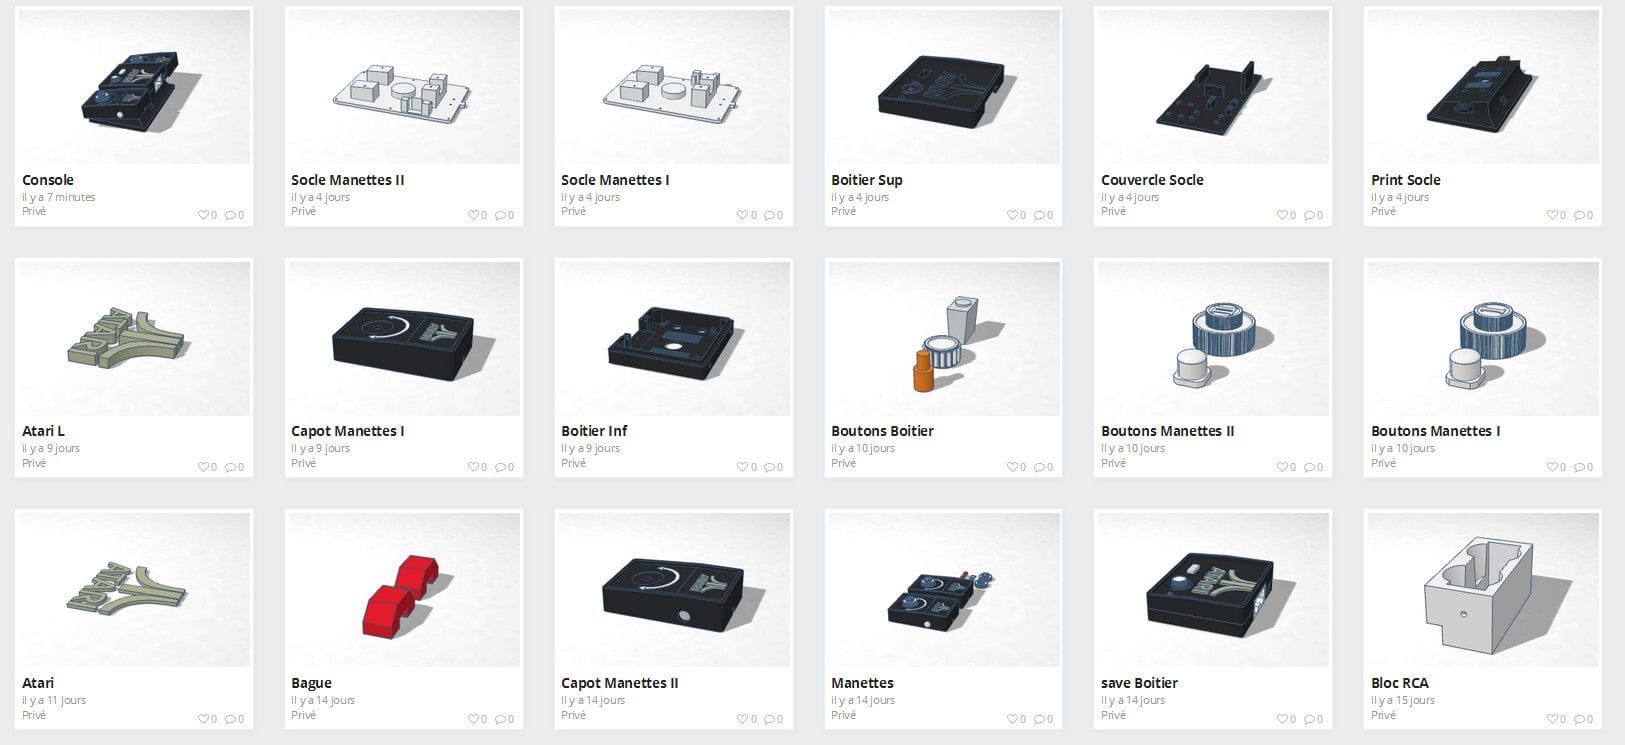 Console
il y a 7 minutes
Privé
0 0
Socle Manettes II
il y a 4 jours
Privé
0 0
Socle Manettes I
il y a 4 jours
Privé
0 0
Boitier Sup
il y a 4 jours
Privé
0 0
Couvercle Socle
il y a 4 jours
Privé
0 0
Print Socle
il y a 4 jours
Privé
0 0
ATARI
Atari L
il y a 9 jours
Privé
0 0
ATARI
Capot Manettes I
il y a 9 jours
Privé
0 0
Boitier Inf
il y a 9 jours
Privé
0 0
Boutons Boitier
il y a 10 jours
Privé
0 0
Boutons Manettes II
il y a 10 jours
Privé
0 0
Boutons Manettes I
il y a 10 jours
Privé
0 0
ATARI
Atari
il y a 11 jours
Privé
0 0
Bague
il y a 14 jours
Privé
0 0
ATARI
Capot Manettes II
il y a 14 jours
Privé
0 0
Manettes
il y a 14 jours
Privé
0 0
ATARI
save Boitier
il y a 14 jours
Privé
0 0
Bloc RCA
il y a 15 jours
Privé
0 0